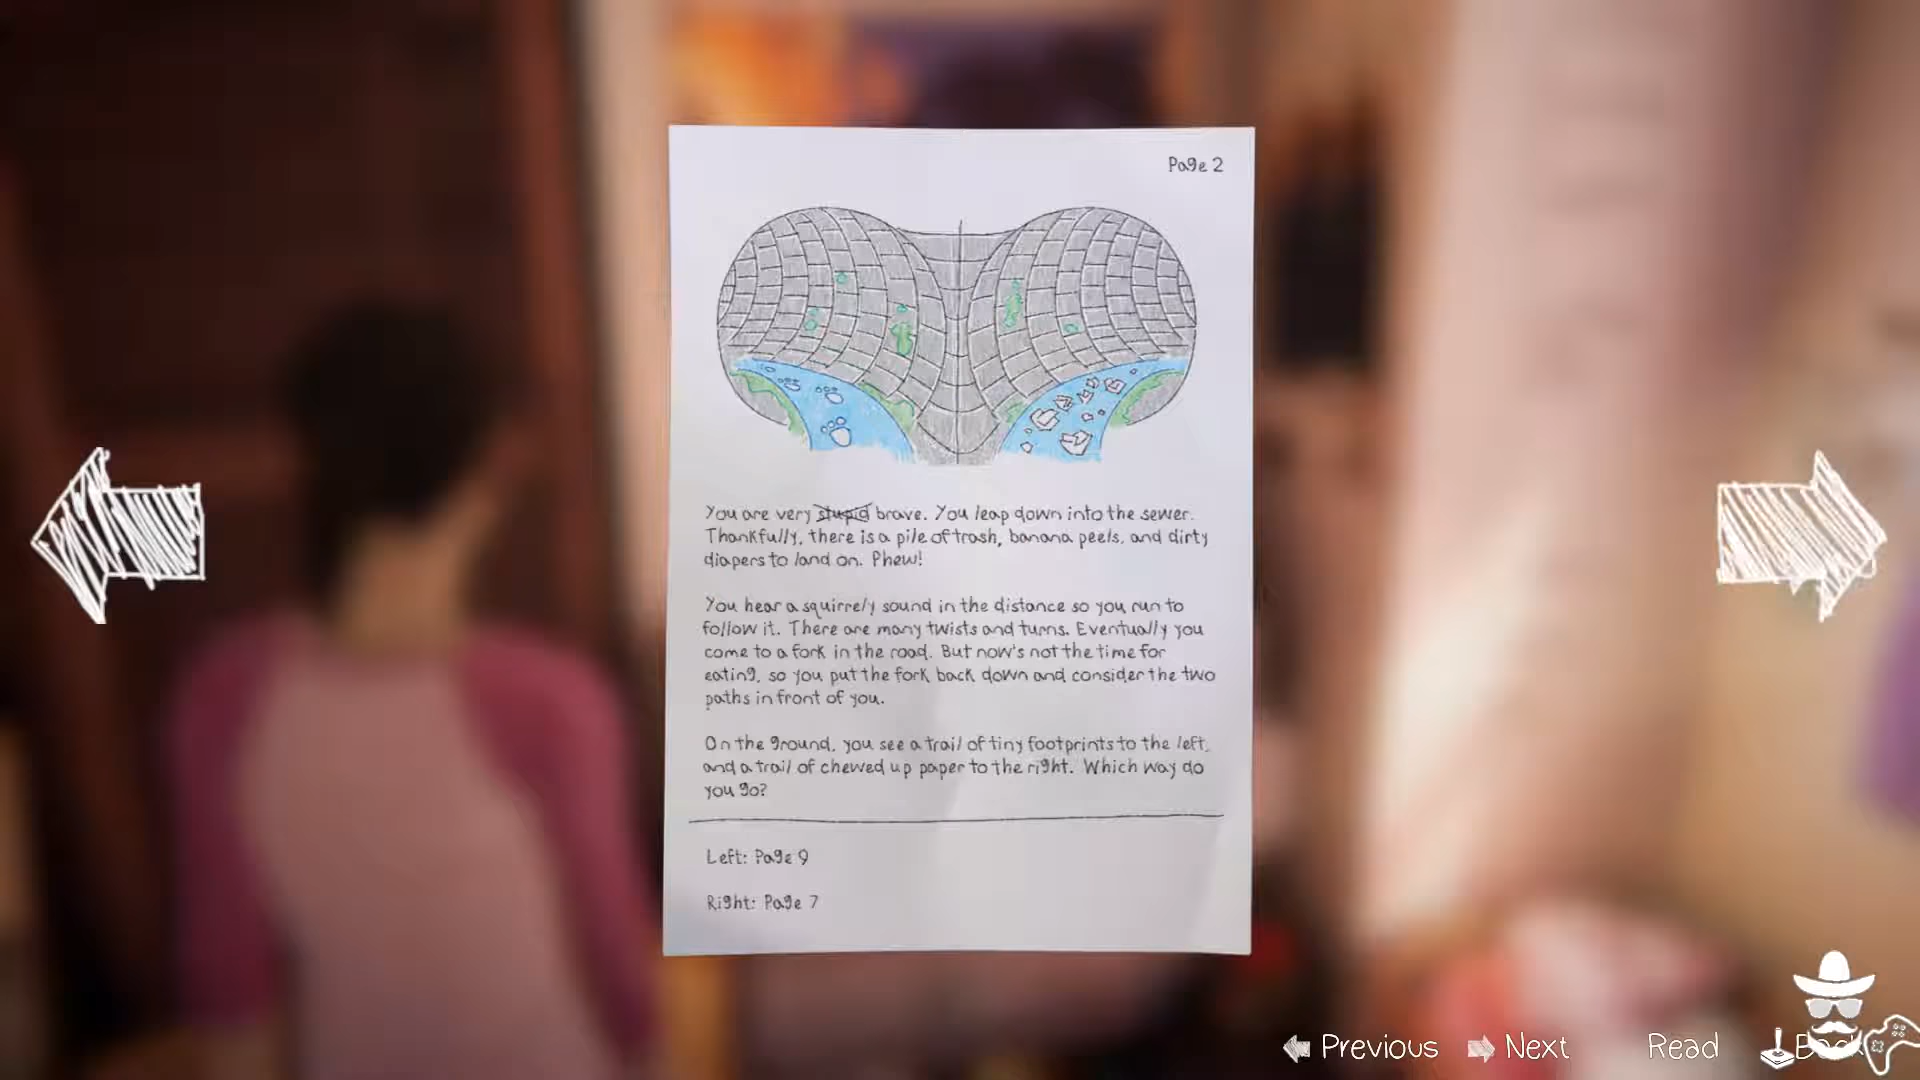 Page 2
You are very stupid brave. You leap down into the sewer.
Thankfully, there is a pile of trash, banana peels, and dirty
diapers to land on. Phew!
You hear a squirrely sound in the distance so you run to
follow it. There are many twists and turns. Eventually you
come to a fork in the road. But now's not the time for
eating, so you put the fork back down and consider the two
paths in front of you.
On the ground, you see a trail of tiny footprints to the left,
and a trail of chewed up paper to the right. Which way do
you go?
Left: Page 9
Right: Page 7
Previous Next Read Back